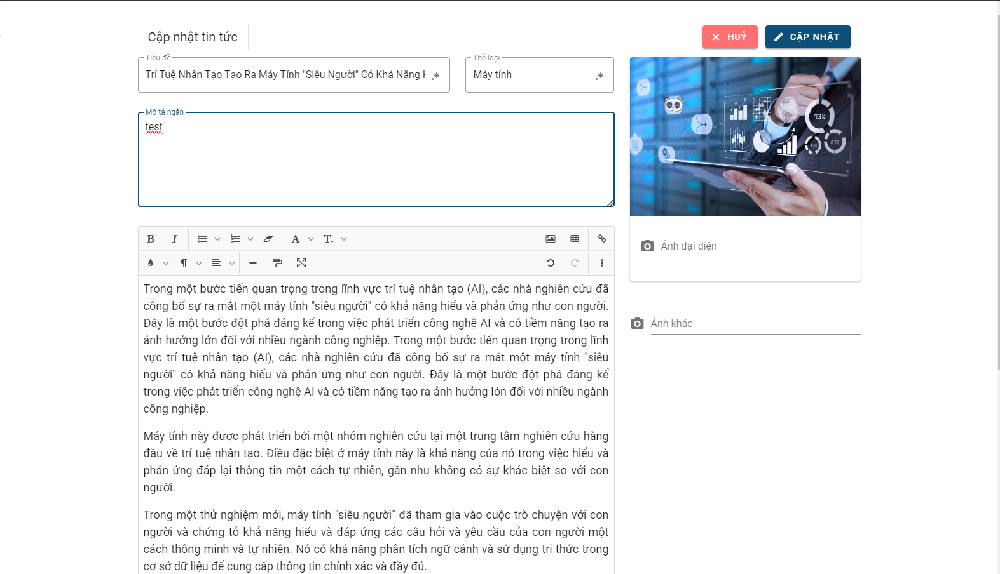 Cập nhật tin tức
HUỶ
CẬP NHẬT
Tiêu đề
Trí Tuệ Nhân Tạo Tạo Ra Máy Tính "Siêu Người" Có Khả Năng
Thể loại
Máy tính
Mô tả ngắn
test
93%
63%
83%
Ảnh đại diện
Ảnh khác
Trong một bước tiến quan trọng trong lĩnh vực trí tuệ nhân tạo (AI), các nhà nghiên cứu đã
công bố sự ra mắt một máy tính "siêu người" có khả năng hiểu và phản ứng như con người.
Đây là một bước đột phá đáng kể trong việc phát triển công nghệ AI và có tiềm năng tạo ra
ảnh hưởng lớn đối với nhiều ngành công nghiệp. Trong một bước tiến quan trọng trong lĩnh
vực trí tuệ nhân tạo (AI), các nhà nghiên cứu đã công bố sự ra mắt một máy tính "siêu
người" có khả năng hiểu và phản ứng như con người. Đây là một bước đột phá đáng kể
trong việc phát triển công nghệ AI và có tiềm năng tạo ra ảnh hưởng lớn đối với nhiều ngành
công nghiệp.
Máy tính này được phát triển bởi một nhóm nghiên cứu tại một trung tâm nghiên cứu hàng
đầu về trí tuệ nhân tạo. Điều đặc biệt ở máy tính này là khả năng của nó trong việc hiểu và
phản ứng đáp lại thông tin một cách tự nhiên, gần như không có sự khác biệt so với con
người.
Trong một thử nghiệm mới, máy tính "siêu người" đã tham gia vào cuộc trò chuyện với con
người và chứng tỏ khả năng hiểu và đáp ứng các câu hỏi và yêu cầu của con người một
cách thông minh và tự nhiên. Nó có khả năng phân tích ngữ cảnh và sử dụng tri thức trong
cơ sở dữ liệu để cung cấp thông tin chính xác và đầy đủ.